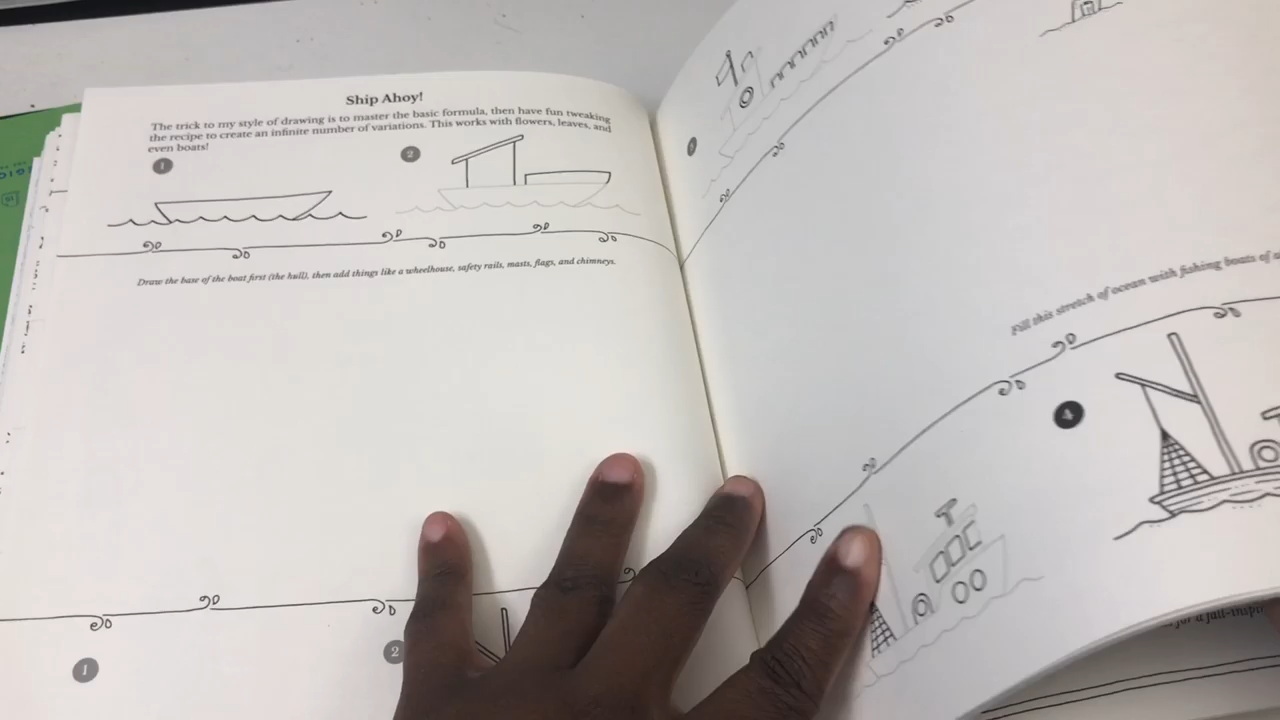 Ship Ahoy!
The trick to my style of drawing is to master the basic formula, then have fun tweaking
the recipe to create an infinite number of variations. This works with flowers, leaves, and
even boats!
1
2
Draw the base of the boat first (the hull), then add things like a wheelhouse, safety rails, masts, flags, and chimneys.
1
2
Fill this stretch of ocean with fishing boats of
4